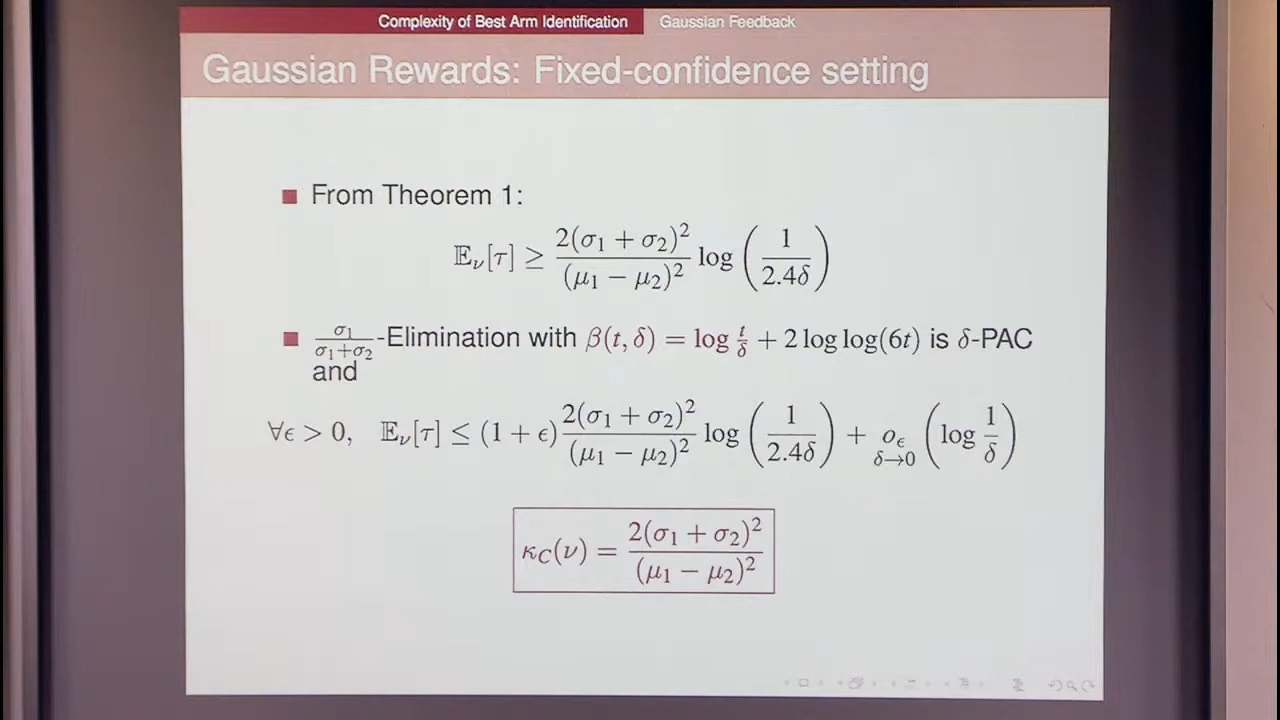 Complexity of Best Arm Identification Gaussian Feedback
Gaussian Rewards: Fixed-confidence setting
From Theorem 1:
𝔼_ν[τ] ≥ 2(σ₁ + σ₂)² / (μ₁ − μ₂)² log (1 / 2.4δ)
σ₁ / (σ₁+σ₂) -Elimination with β(t, δ) = log t/δ + 2 log log(6t) is δ-PAC
and
∀ϵ > 0, 𝔼_ν[τ] ≤ (1 + ϵ) 2(σ₁ + σ₂)² / (μ₁ − μ₂)² log (1 / 2.4δ) + o_ϵ δ→0 (log 1/δ)
κ_C(ν) = 2(σ₁ + σ₂)² / (μ₁ − μ₂)²